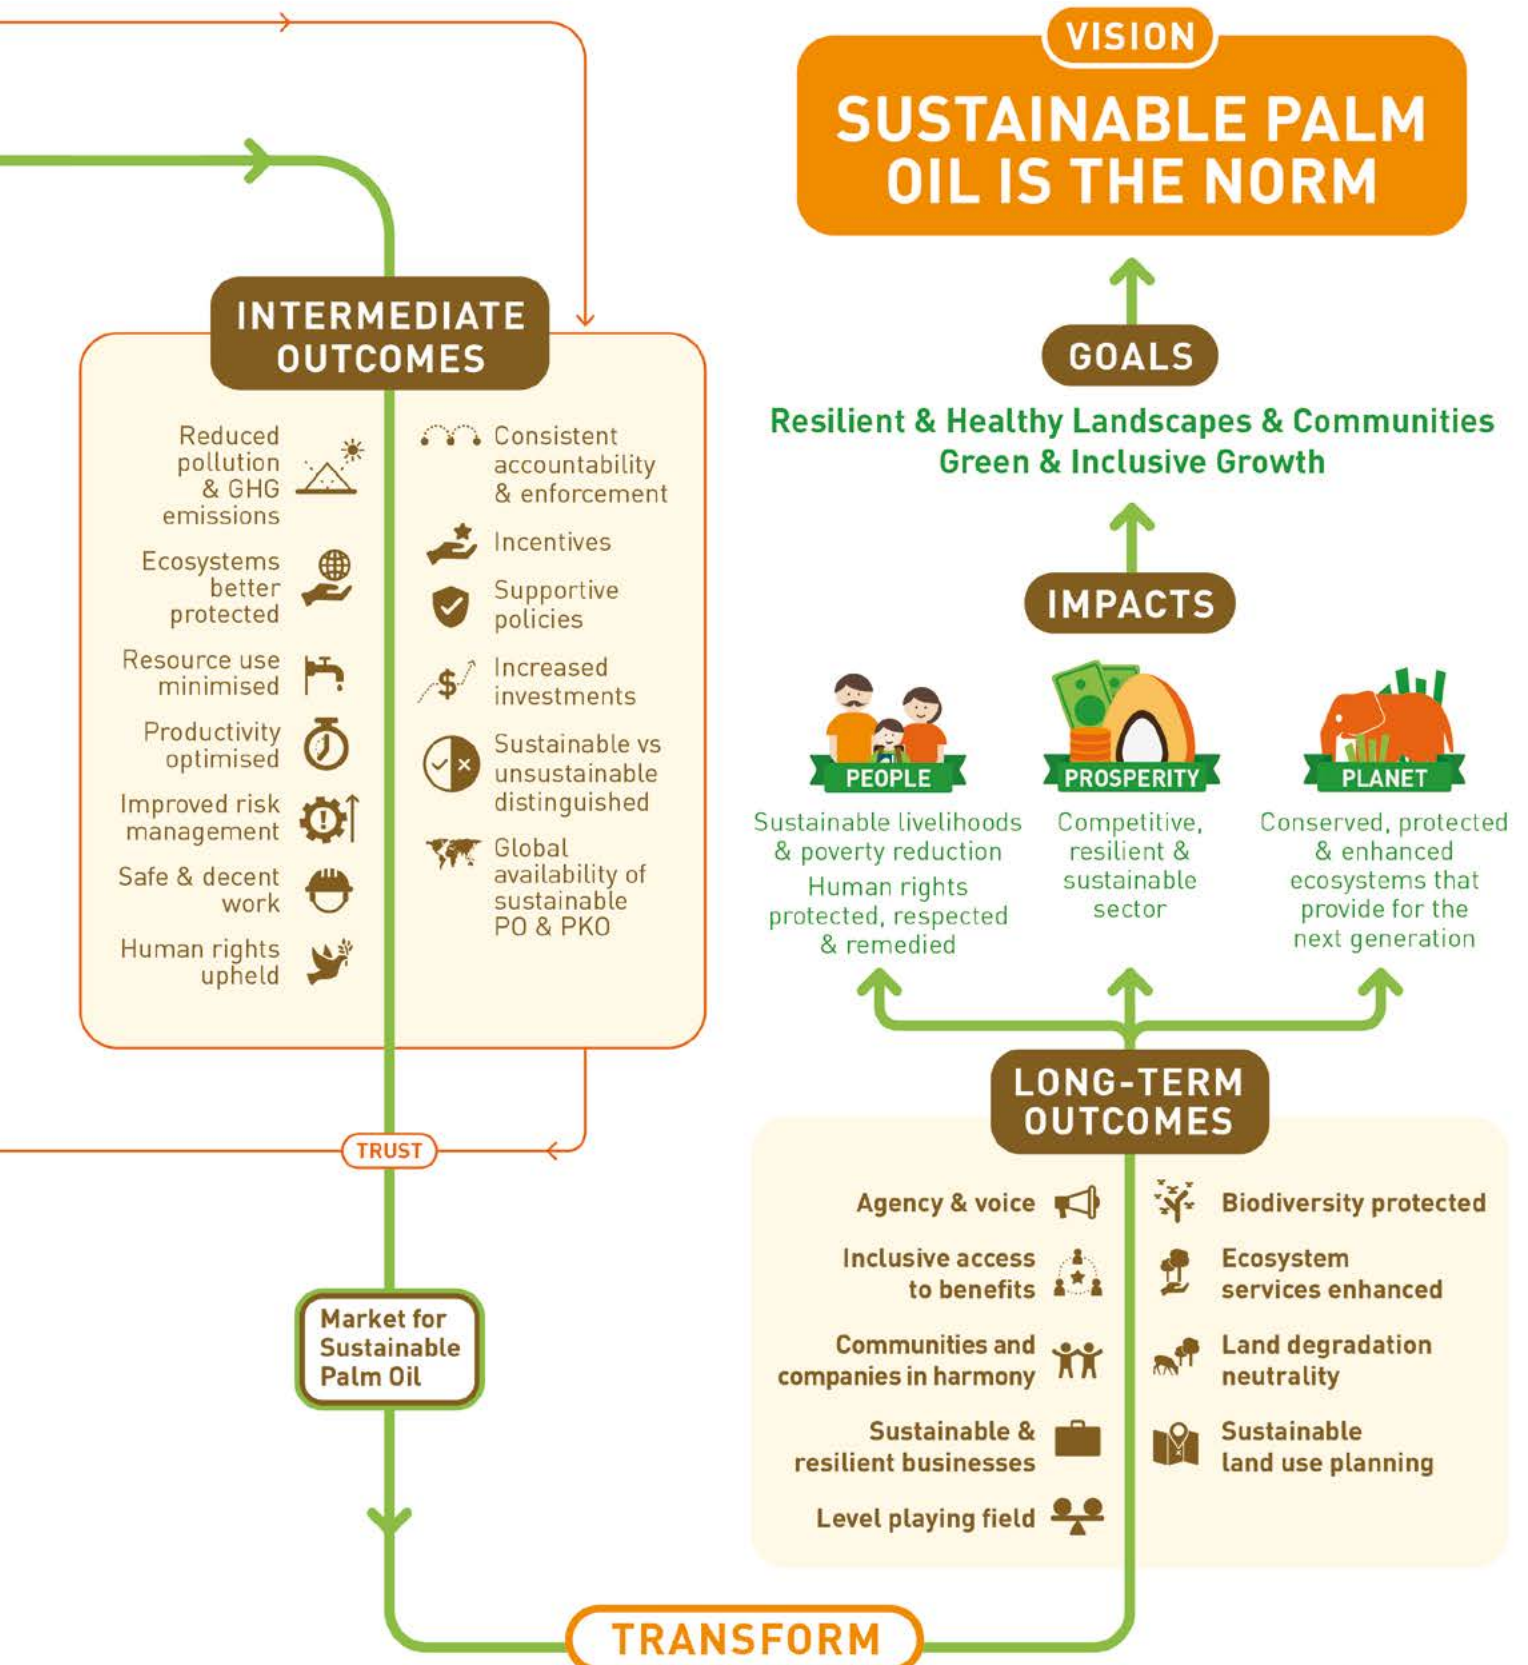 INTERMEDIATE
OUTCOMES
Reduced
pollution
& GHG
emissions
Ecosystems
better
protected
Resource use
minimised
Productivity
optimised
Improved risk
management
Safe & decent
work
Human rights
upheld
Consistent
accountability
& enforcement
Incentives
Supportive
policies
$
Increased
investments
Sustainable vs
unsustainable
distinguished
Global
availability of
sustainable
PO & PKO
TRUST
Market for
Sustainable
Palm Oil
TRANSFORM
VISION
SUSTAINABLE PALM
OIL IS THE NORM
GOALS
Resilient & Healthy Landscapes & Communities
Green & Inclusive Growth
IMPACTS
PEOPLE
Sustainable livelihoods
& poverty reduction
Human rights
protected, respected
& remedied
PROSPERITY
Competitive,
resilient &
sustainable
sector
PLANET
Conserved, protected
& enhanced
ecosystems that
provide for the
next generation
LONG-TERM
OUTCOMES
Agency & voice
Inclusive access
to benefits
Communities and
companies in harmony
Sustainable &
resilient businesses
Level playing field
Biodiversity protected
Ecosystem
services enhanced
Land degradation
neutrality
Sustainable
land use planning